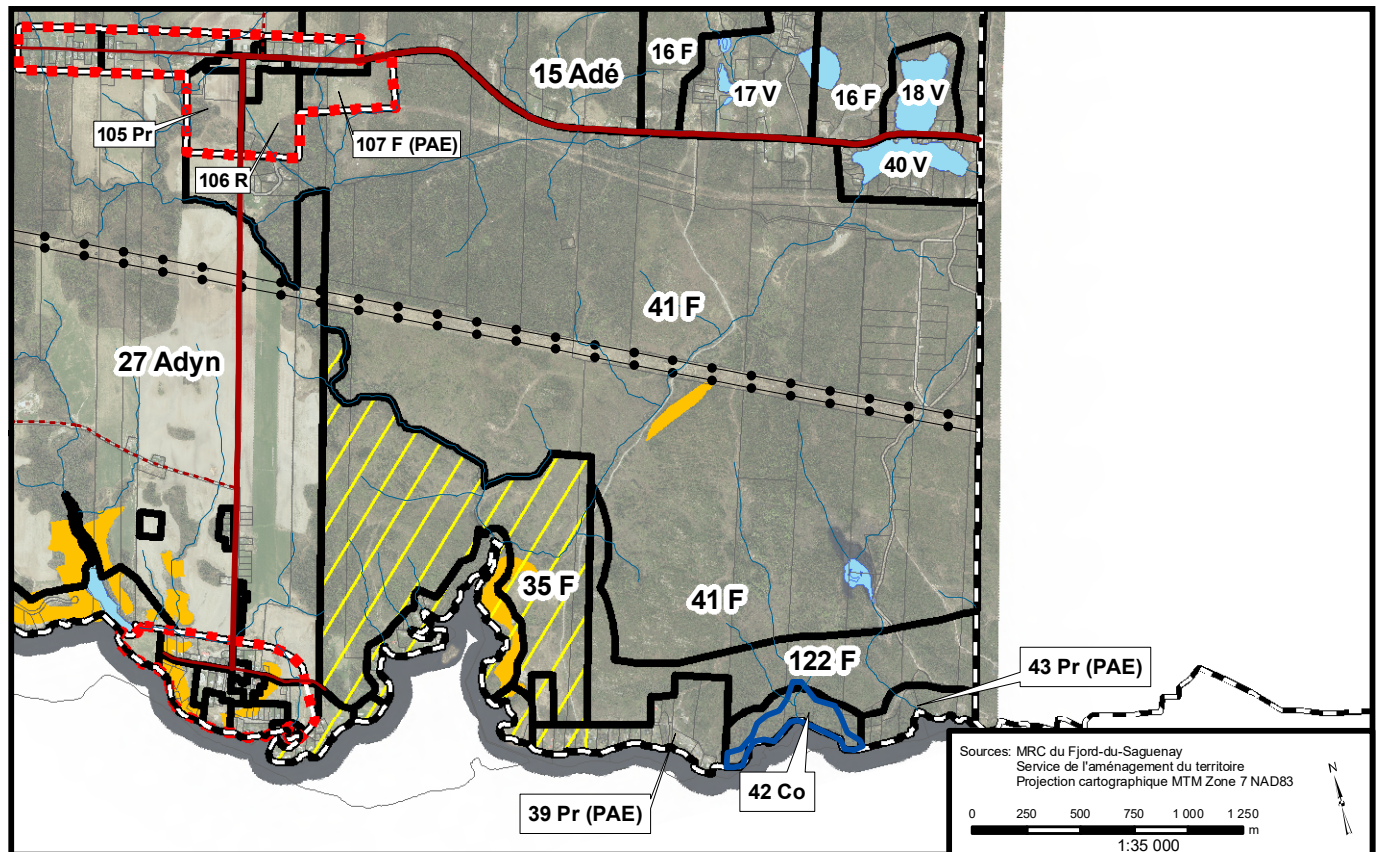 16 F
15 Adé
17 V
16 F
18 V
105 Pr
107 F (PAE)
40 V
106 R
41 F
27 Adyn
35 F
41 F
122 F
43 Pr (PAE)
42 Co
39 Pr (PAE)
Sources: MRC du Fjord-du-Saguenay
Service de l'aménagement du territoire
Projection cartographique MTM Zone 7 NAD83
N
0 250 500 750 1 000 1 250
m
1:35 000